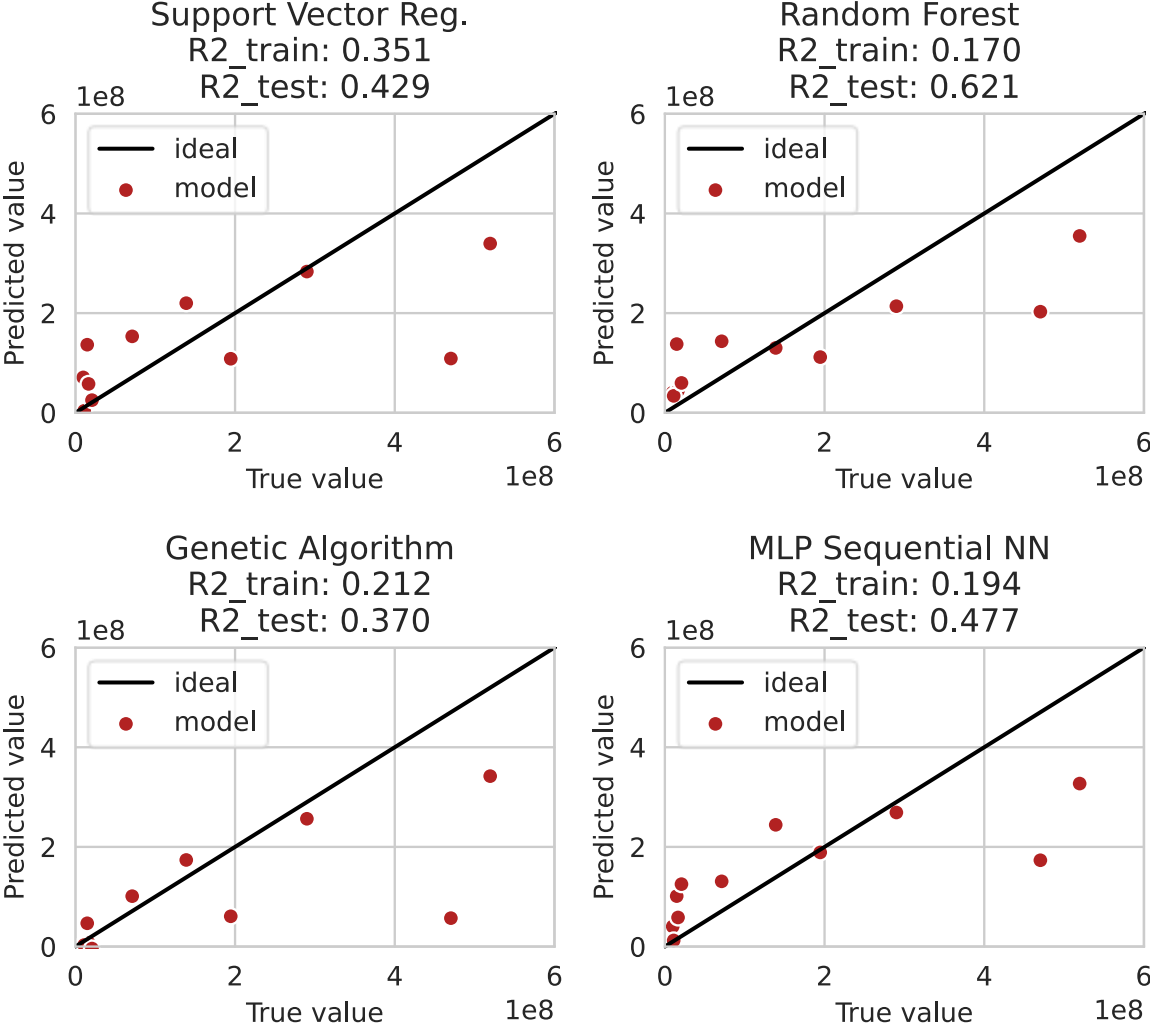 Support Vector Reg.
R2_train: 0.351
R2_test: 0.429
1e8
6
4
2
0
Predicted value
ideal
model
0 2 4 6
True value
1e8
Random Forest
R2_train: 0.170
R2_test: 0.621
1e8
6
4
2
0
Predicted value
ideal
model
0 2 4 6
True value
1e8
Genetic Algorithm
R2_train: 0.212
R2_test: 0.370
1e8
6
4
2
0
Predicted value
ideal
model
0 2 4 6
True value
1e8
MLP Sequential NN
R2_train: 0.194
R2_test: 0.477
1e8
6
4
2
0
Predicted value
ideal
model
0 2 4 6
True value
1e8